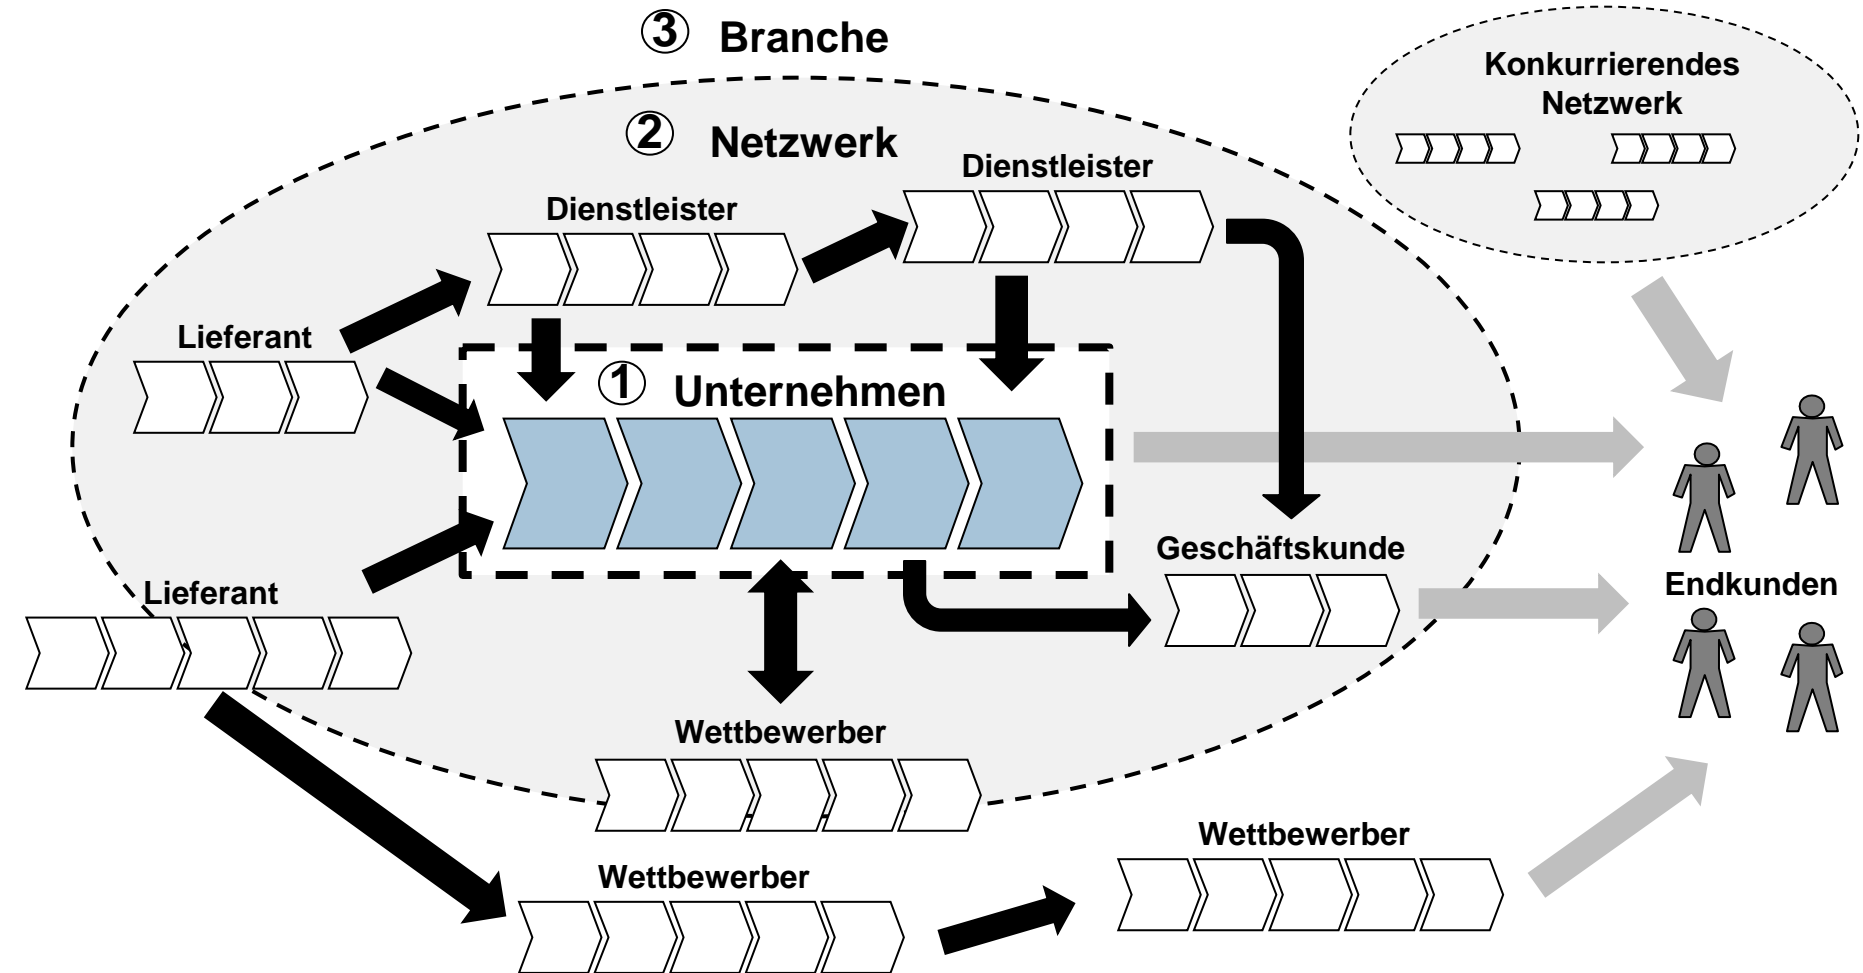 ③ Branche
Konkurrierendes
Netzwerk
② Netzwerk
Dienstleister
Dienstleister
Lieferant
① Unternehmen
Geschäftskunde
Endkunden
Lieferant
Wettbewerber
Wettbewerber
Wettbewerber